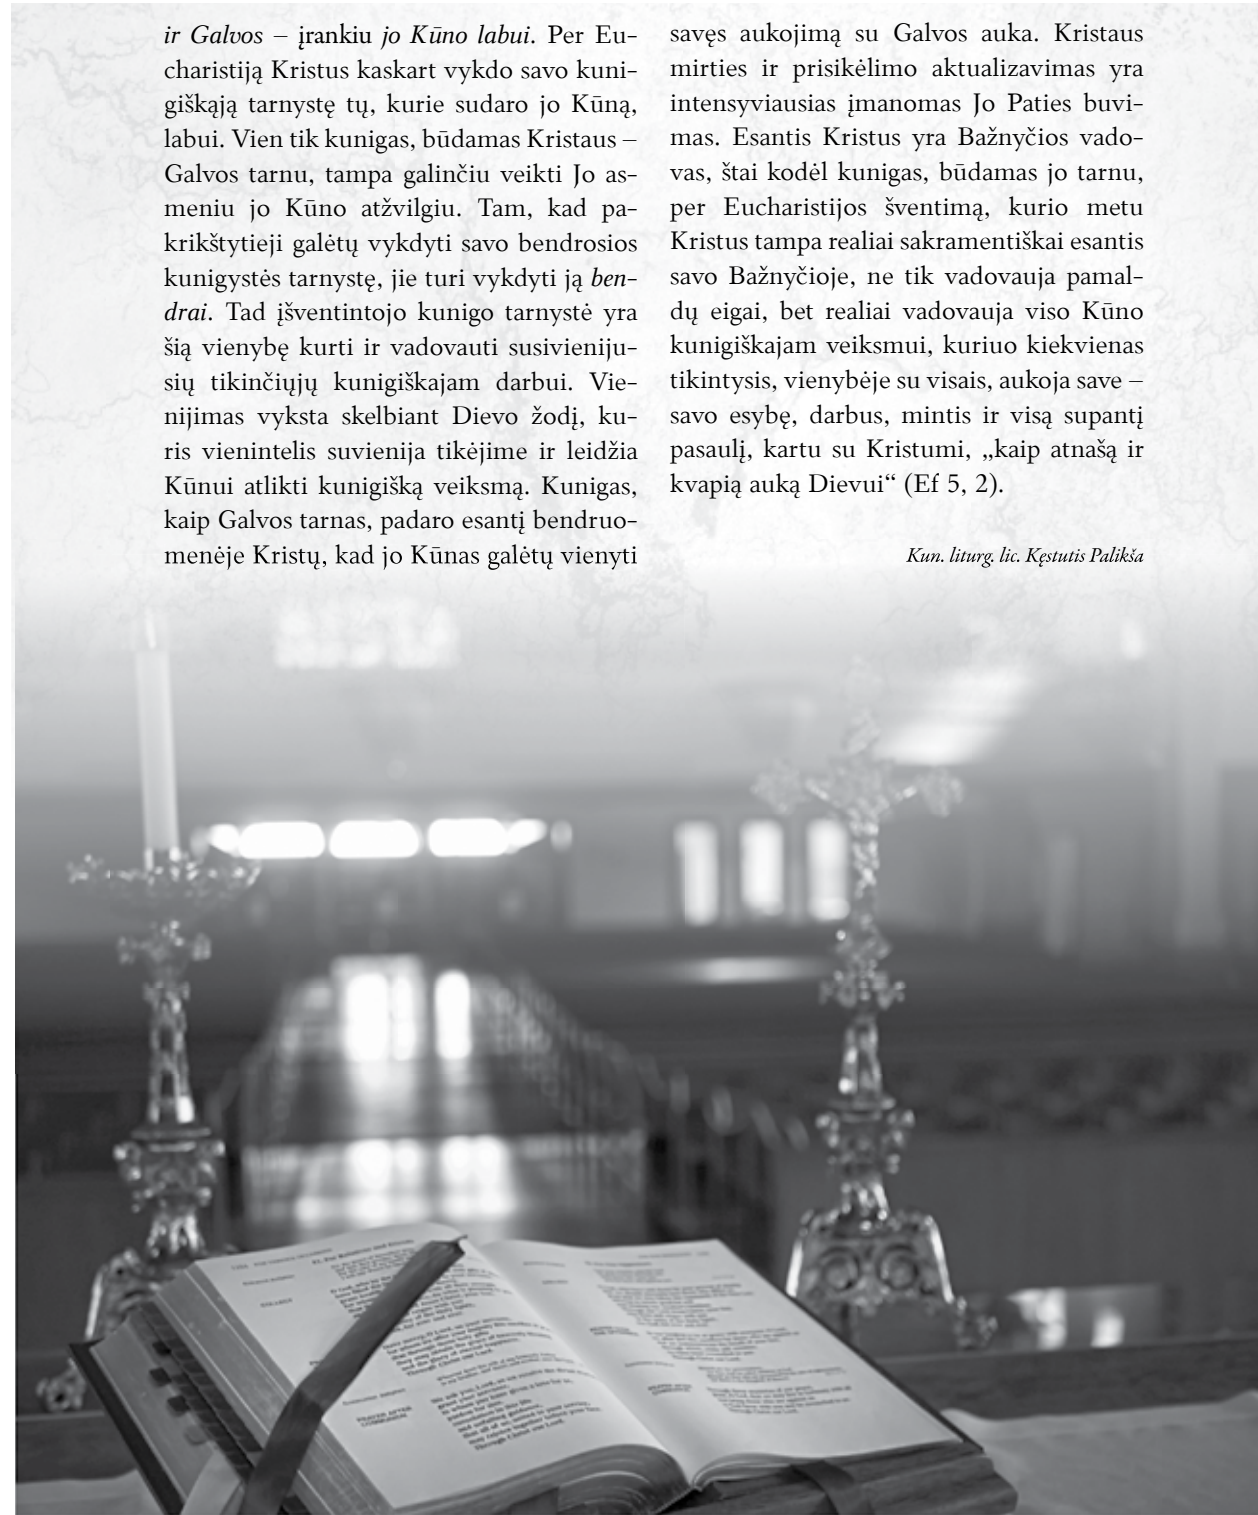 ir Galvos – įrankiu jo Kūno labui. Per Eu-
charistiją Kristus kaskart vykdo savo kuni-
giškąją tarnystę tų, kurie sudaro jo Kūną,
labui. Vien tik kunigas, būdamas Kristaus –
Galvos tarnu, tampa galinčiu veikti Jo as-
meniu jo Kūno atžvilgiu. Tam, kad pa-
krikštytieji galėtų vykdyti savo bendrosios
kunigystės tarnystę, jie turi vykdyti ją ben-
drai. Tad įšventintojo kunigo tarnystė yra
šią vienybę kurti ir vadovauti susivieniju-
sių tikinčiųjų kunigiškajam darbui. Vie-
nijimas vyksta skelbiant Dievo žodį, ku-
ris vienintelis suvienija tikėjime ir leidžia
Kūnui atlikti kunigišką veiksmą. Kunigas,
kaip Galvos tarnas, padaro esantį bendruo-
menėje Kristų, kad jo Kūnas galėtų vienyti
savęs aukojimą su Galvos auka. Kristaus
mirties ir prisikėlimo aktualizavimas yra
intensyviausias įmanomas Jo Paties buvi-
mas. Esantis Kristus yra Bažnyčios vado-
vas, štai kodėl kunigas, būdamas jo tarnu,
per Eucharistijos šventimą, kurio metu
Kristus tampa realiai sakramentiškai esantis
savo Bažnyčioje, ne tik vadovauja pamal-
dų eigai, bet realiai vadovauja viso Kūno
kunigiškajam veiksmui, kuriuo kiekvienas
tikintysis, vienybėje su visais, aukoja save –
savo esybę, darbus, mintis ir visą supantį
pasaulį, kartu su Kristumi, „kaip atnašą ir
kvapią auką Dievui“ (Ef 5, 2).
Kun. liturg. lic. Kęstutis Palikša
PRAYER AFTER
COMMUNION
Through Christ our Lord.